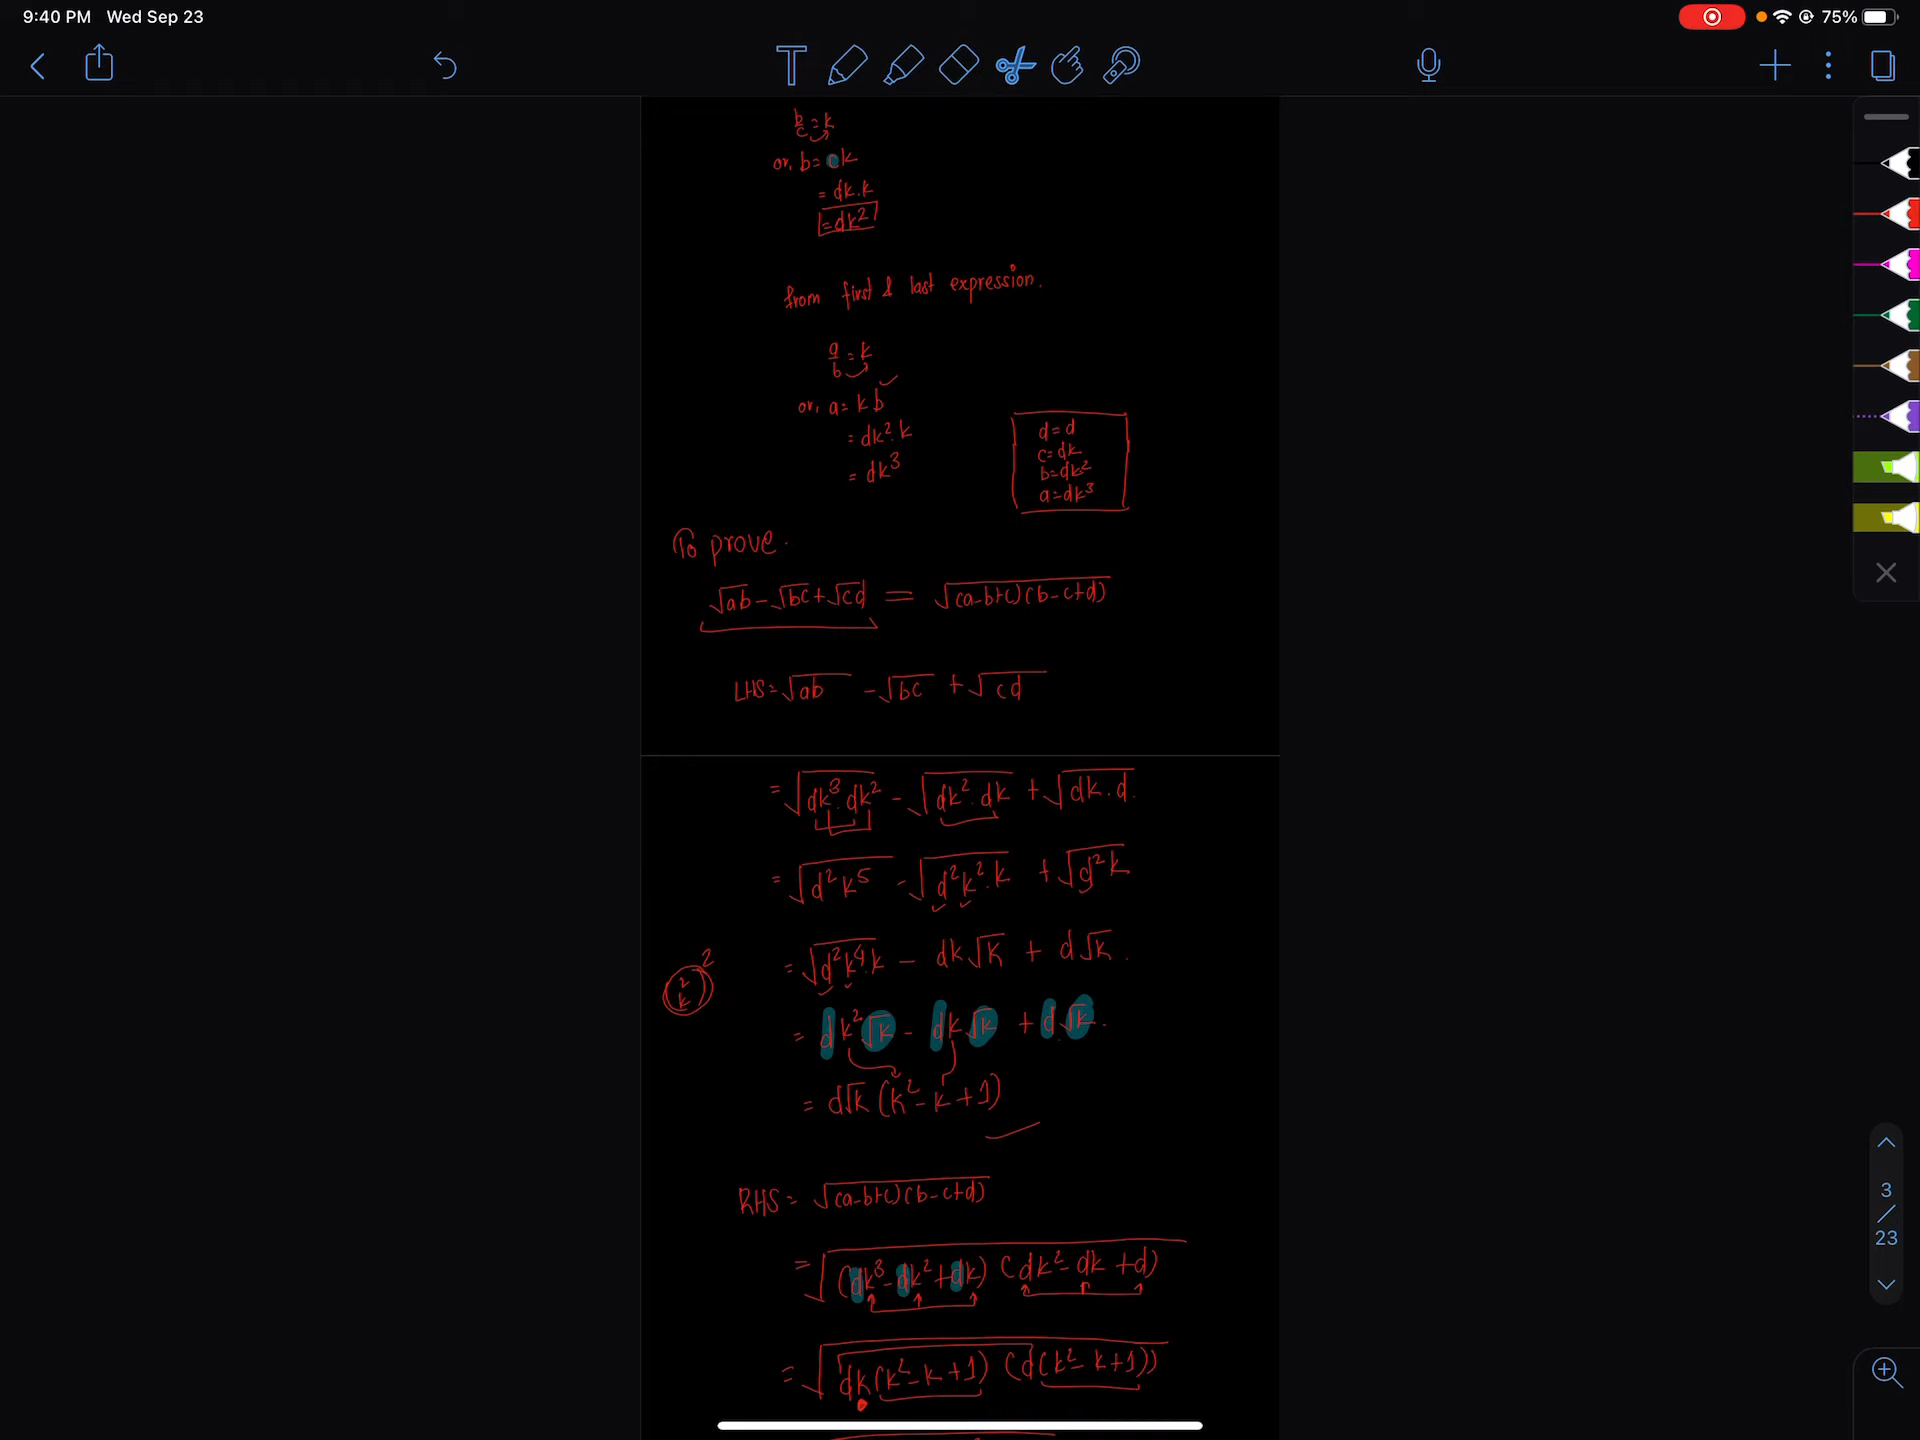 9:40 PM Wed Sep 23
75%
b/c = k
or, b = ck
= dk.k
= dk²
from first & last expression.
a/b = k
or, a = kb
= dk².k
= dk³
d = d
c = dk
b = dk²
a = dk³
To prove.
√ab - √bc + √cd = √(a-b+c)(b-c+d)
LHS = √ab - √bc + √cd
= √dk³.dk² - √dk².dk + √dk.d.
= √d²k⁵ - √d²k².k + √d²k
= √d²k⁴.k - dk√k + d√k.
(k²)²
= dk²√k - dk√k + d√k.
= d√k (k² - k + 1)
RHS = √(a-b+c)(b-c+d)
= √(dk³ - dk² + dk) (dk² - dk + d)
= √dk(k² - k + 1) (d(k² - k + 1))
3
/
23